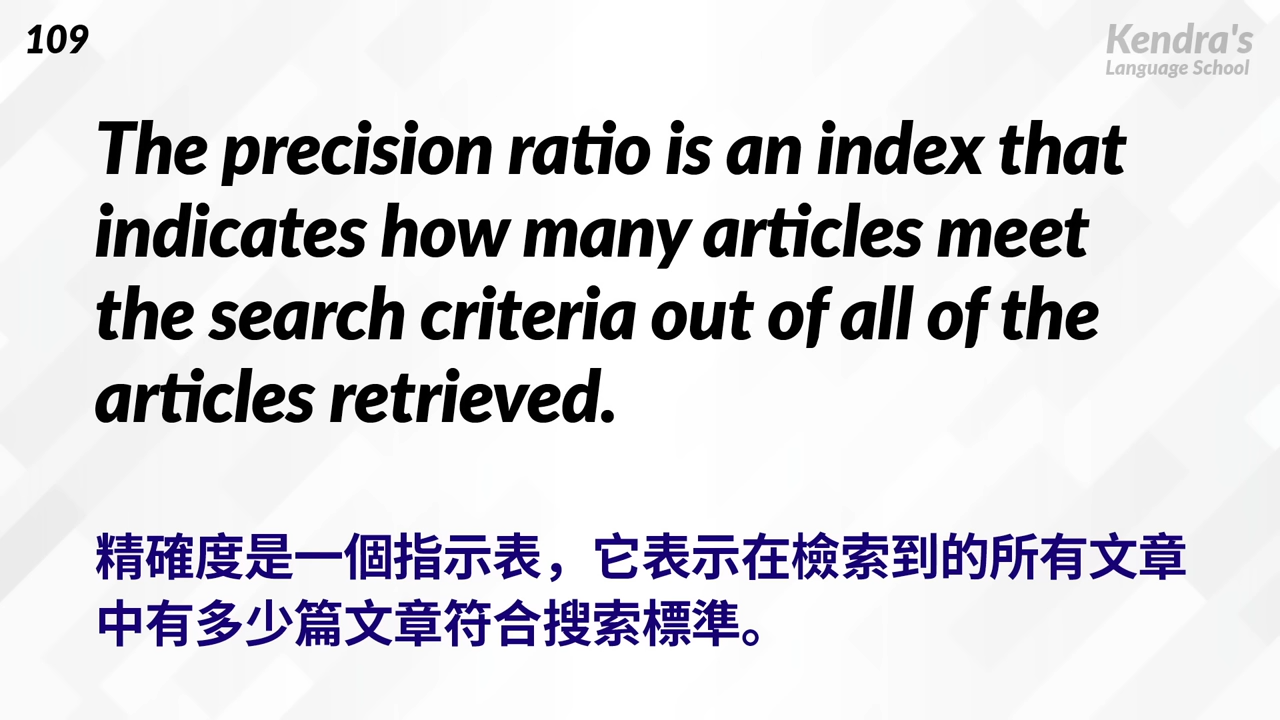 109
Kendra's
Language School
The precision ratio is an index that
indicates how many articles meet
the search criteria out of all of the
articles retrieved.
精確度是一個指示表，它表示在檢索到的所有文章
中有多少篇文章符合搜索標準。